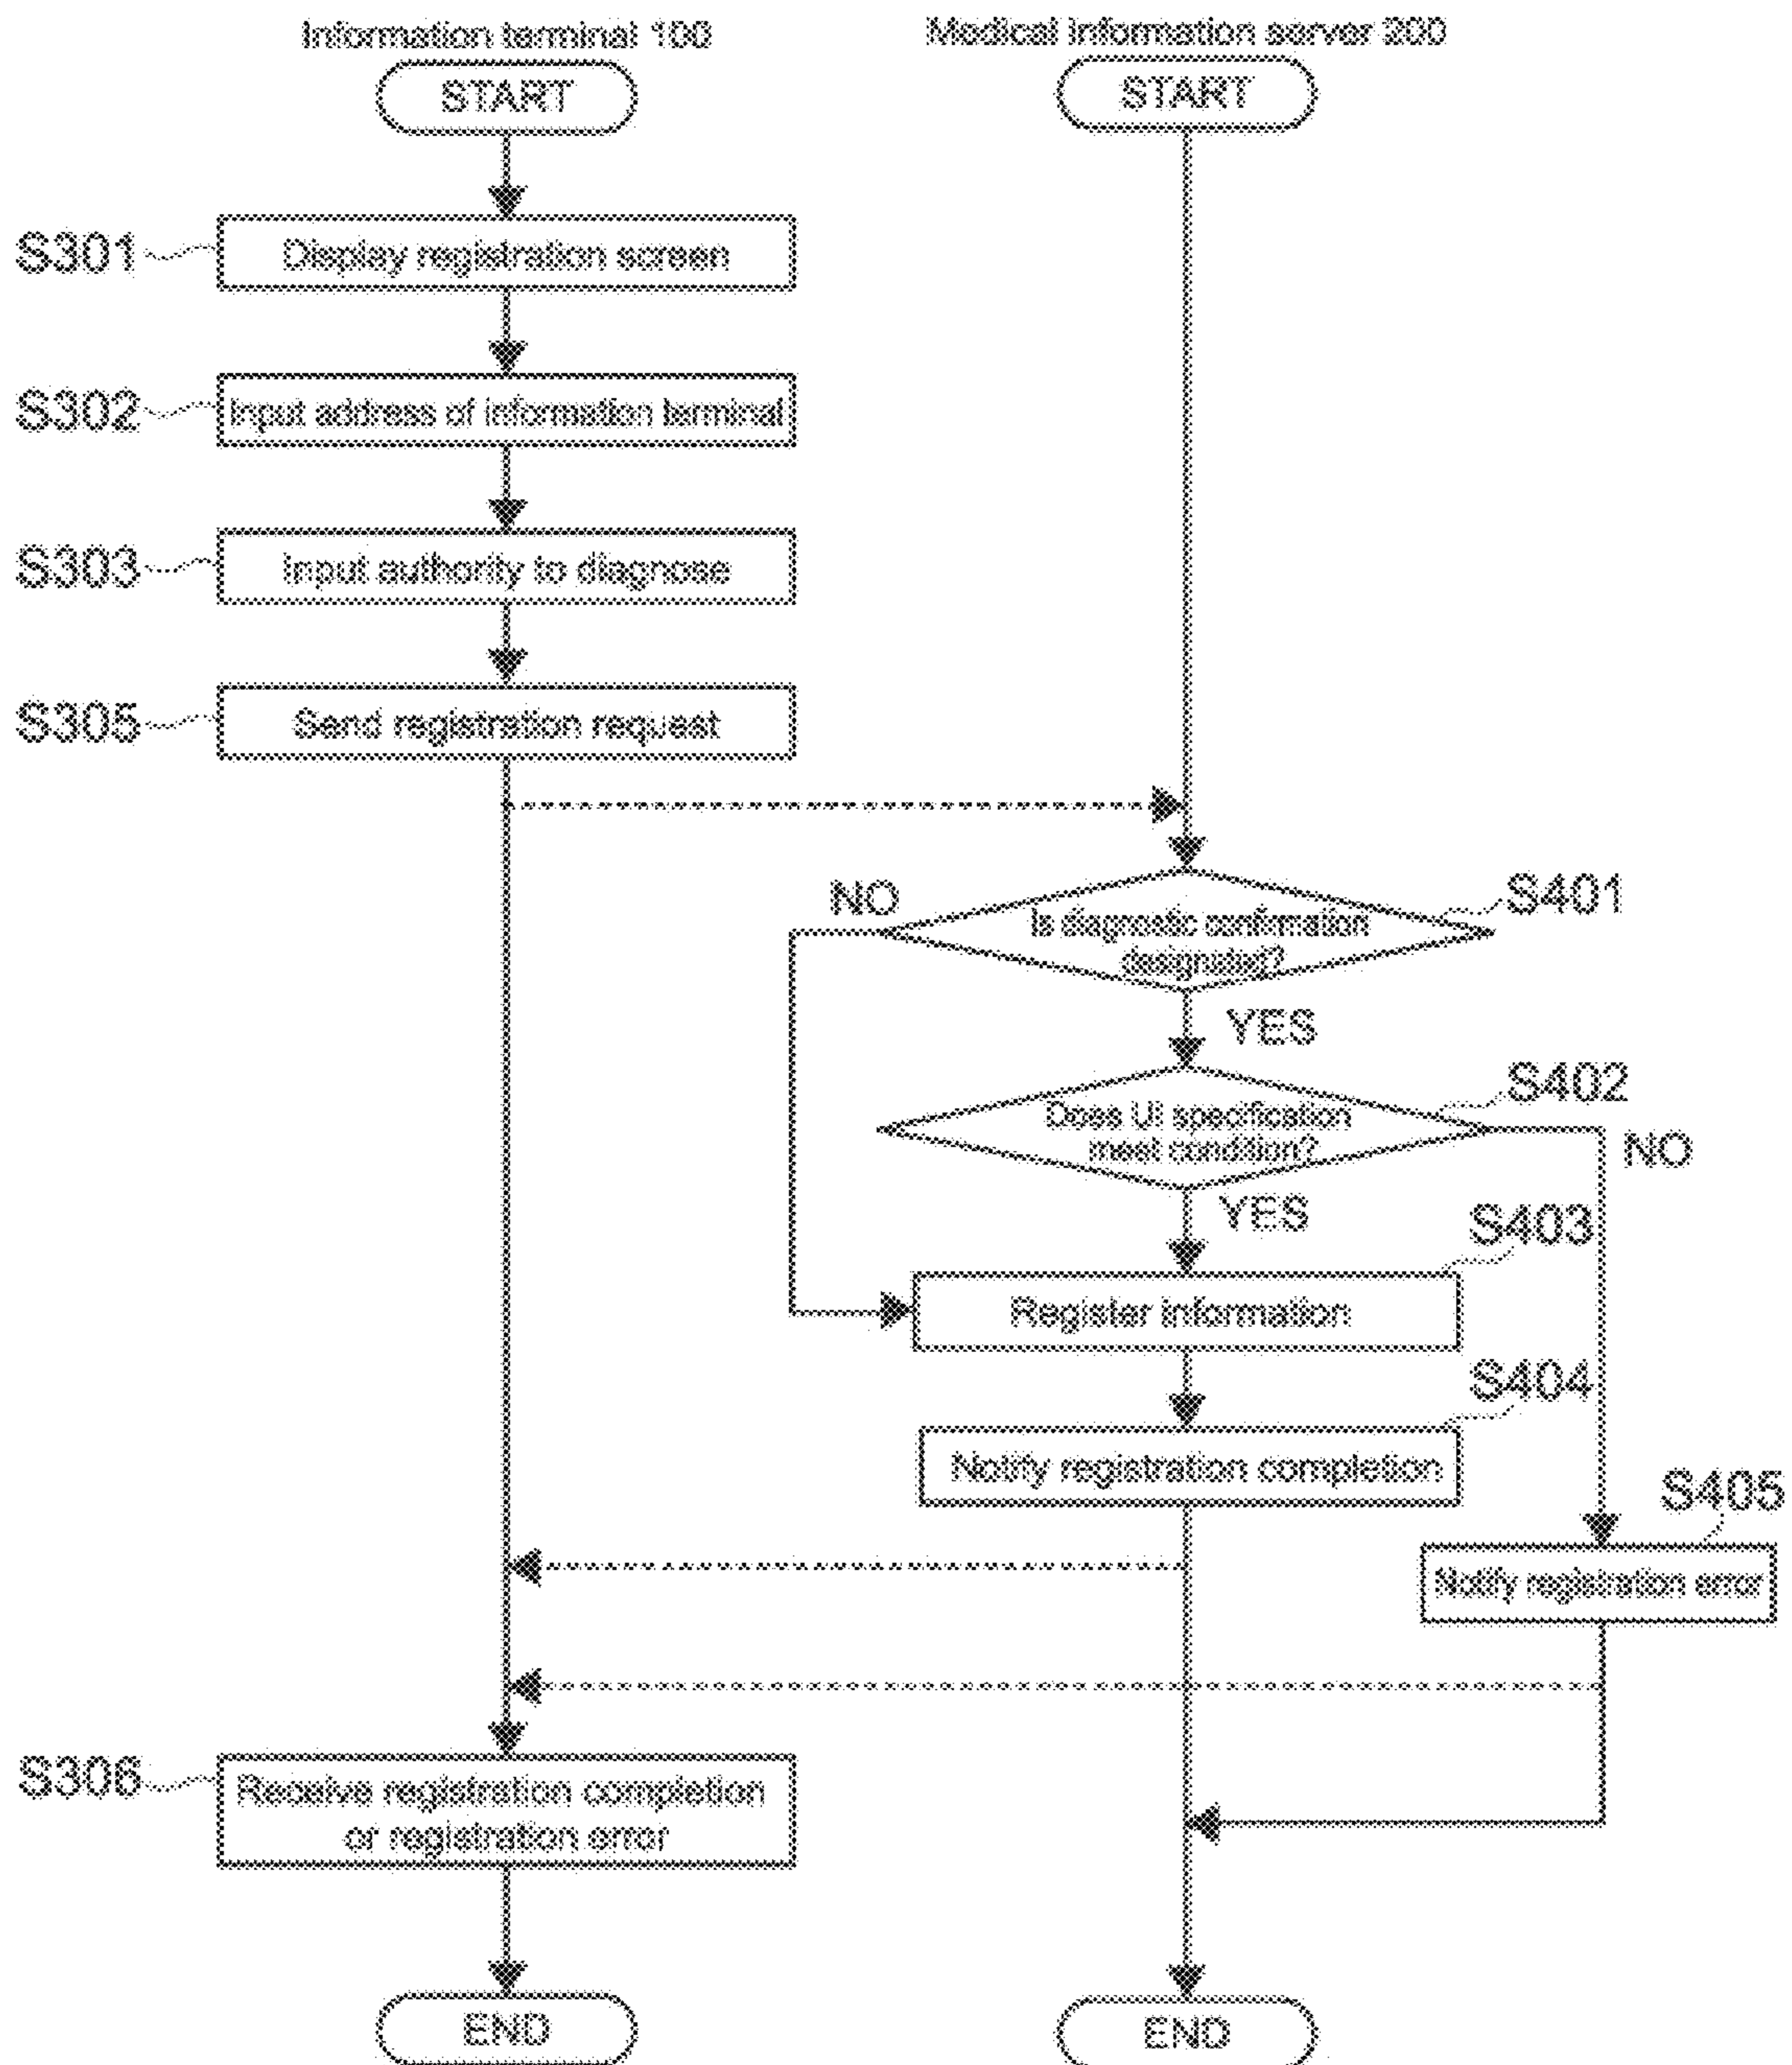 Information terminal 100
Medical information server 200
START
START
S301
Display registration screen
S302
Input address of information terminal
S303
Input authority to diagnose
S305
Send registration request
NO
Is diagnostic confirmation
designated?
S401
YES
S402
Does UI specification
meet condition?
NO
YES
S403
Register information
S404
Notify registration completion
S405
Notify registration error
S306
Receive registration completion
or registration error
END
END